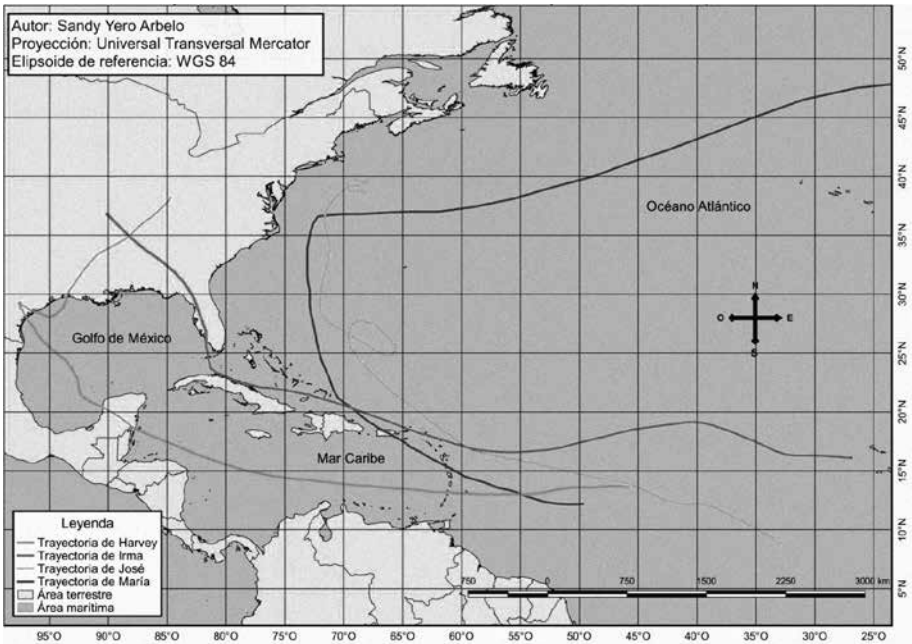 Autor: Sandy Yero Arbelo
Proyección: Universal Transversal Mercator
Elipsoide de referencia: WGS 84
50°N
45°N
40°N
Océano Atlántico
35°N
30°N
N
O
E
S
Golfo de México
25°N
20°N
Mar Caribe
15°N
10°N
5°N
Leyenda
Trayectoria de Harvey
Trayectoria de Irma
Trayectoria de José
Trayectoria de María
Área terrestre
Área marítima
750 0 750 1500 2250 3000 km
95°O 90°O 85°O 80°O 75°O 70°O 65°O 60°O 55°O 50°O 45°O 40°O 35°O 30°O 25°O